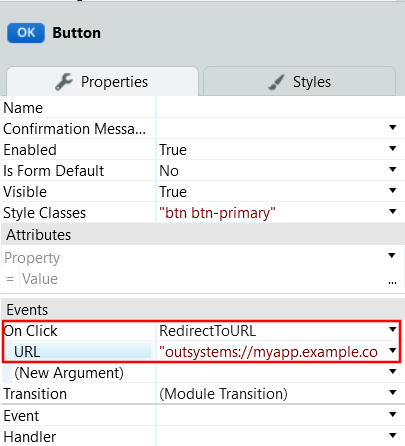 OK Button
Properties Styles
Name
Confirmation Messa...
Enabled True
Is Form Default No
Visible True
Style Classes "btn btn-primary"
Attributes
Property
= Value ...
Events
On Click RedirectToURL
URL "outsystems://myapp.example.co
(New Argument)
Transition (Module Transition)
Event
Handler